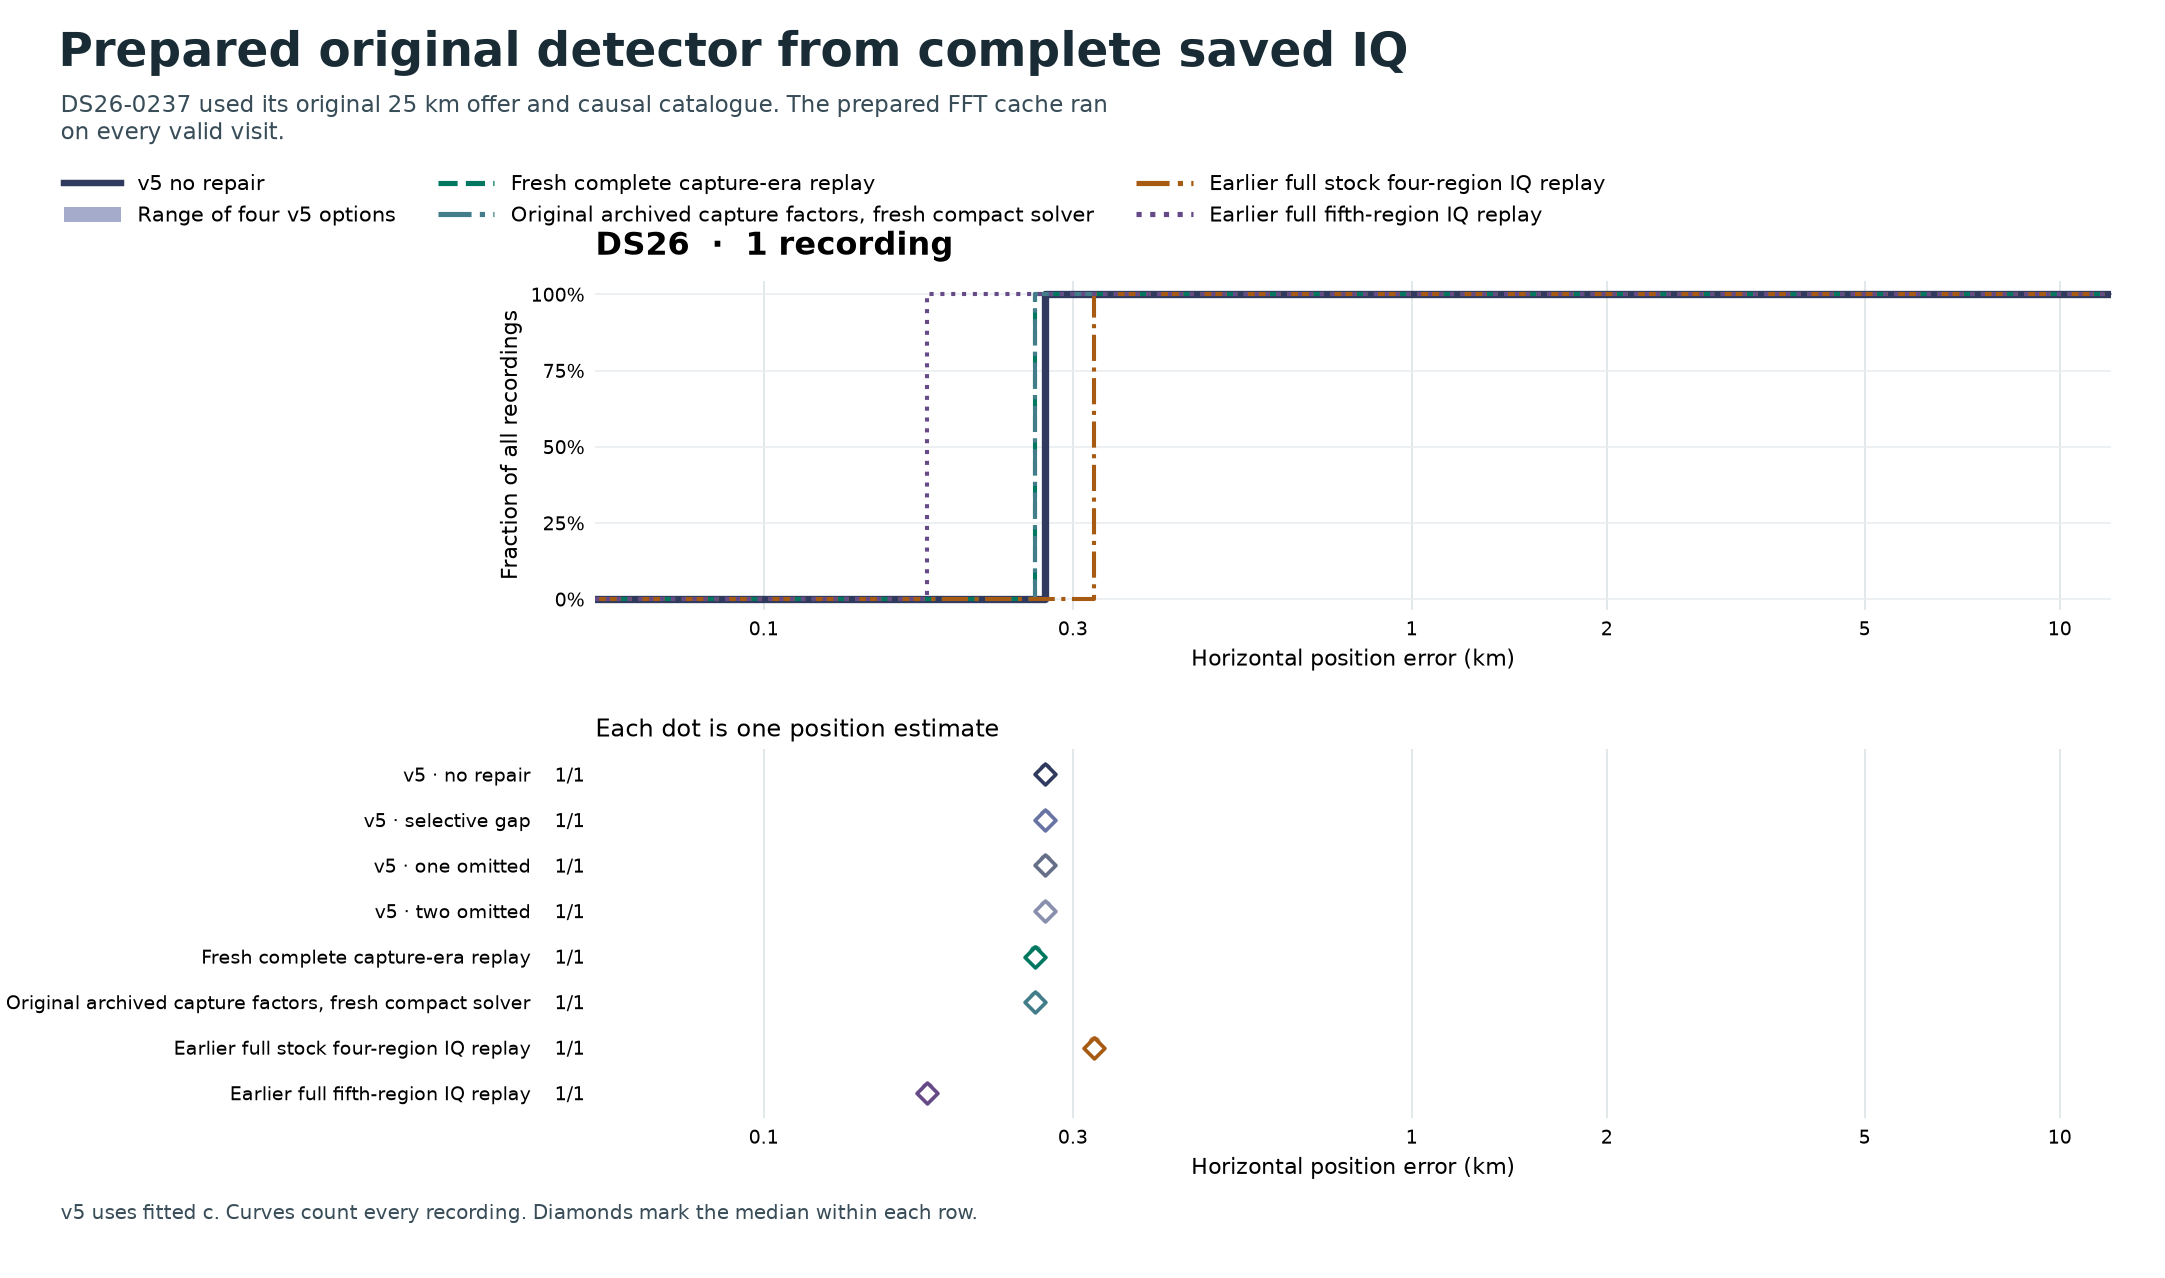 Prepared original detector from complete saved IQ
DS26-0237 used its original 25 km offer and causal catalogue. The prepared FFT cache ran
on every valid visit.
v5 no repair
Range of four v5 options
Fresh complete capture-era replay
Original archived capture factors, fresh compact solver
Earlier full stock four-region IQ replay
Earlier full fifth-region IQ replay
DS26 · 1 recording
Fraction of all recordings
100%
75%
50%
25%
0%
0.1 0.3 1 2 5 10
Horizontal position error (km)
Each dot is one position estimate
v5 · no repair 1/1
v5 · selective gap 1/1
v5 · one omitted 1/1
v5 · two omitted 1/1
Fresh complete capture-era replay 1/1
Original archived capture factors, fresh compact solver 1/1
Earlier full stock four-region IQ replay 1/1
Earlier full fifth-region IQ replay 1/1
0.1 0.3 1 2 5 10
Horizontal position error (km)
v5 uses fitted c. Curves count every recording. Diamonds mark the median within each row.